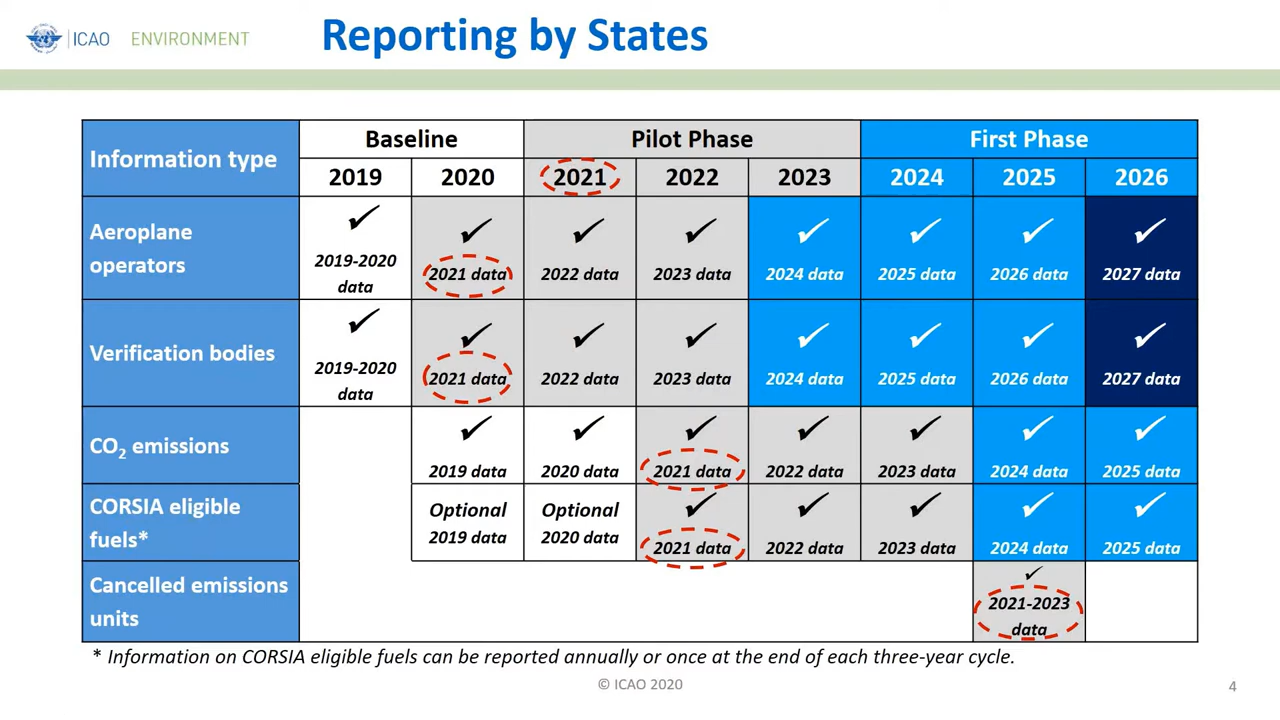 ICAO ENVIRONMENT
Reporting by States
Information type
Baseline
Pilot Phase
First Phase
2019
2020
2021
2022
2023
2024
2025
2026
Aeroplane
operators
✓
2019-2020
data
✓
2021 data
✓
2022 data
✓
2023 data
✓
2024 data
✓
2025 data
✓
2026 data
✓
2027 data
Verification bodies
✓
2019-2020
data
✓
2021 data
✓
2022 data
✓
2023 data
✓
2024 data
✓
2025 data
✓
2026 data
✓
2027 data
CO₂ emissions
✓
2019 data
✓
2020 data
✓
2021 data
✓
2022 data
✓
2023 data
✓
2024 data
✓
2025 data
CORSIA eligible
fuels*
Optional
2019 data
Optional
2020 data
✓
2021 data
✓
2022 data
✓
2023 data
✓
2024 data
✓
2025 data
Cancelled emissions
units
✓
2021-2023
data
* Information on CORSIA eligible fuels can be reported annually or once at the end of each three-year cycle.
© ICAO 2020
4